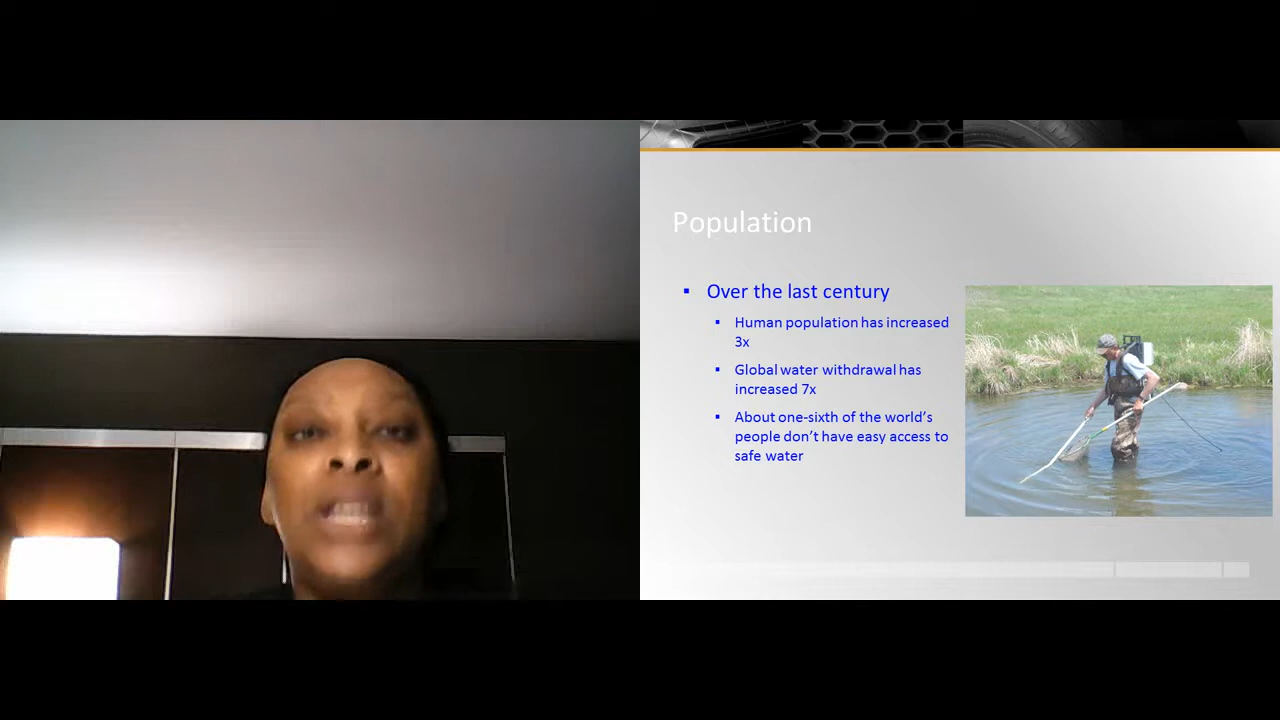 Population
▪ Over the last century
▪ Human population has increased
3x
▪ Global water withdrawal has
increased 7x
▪ About one-sixth of the world's
people don't have easy access to
safe water